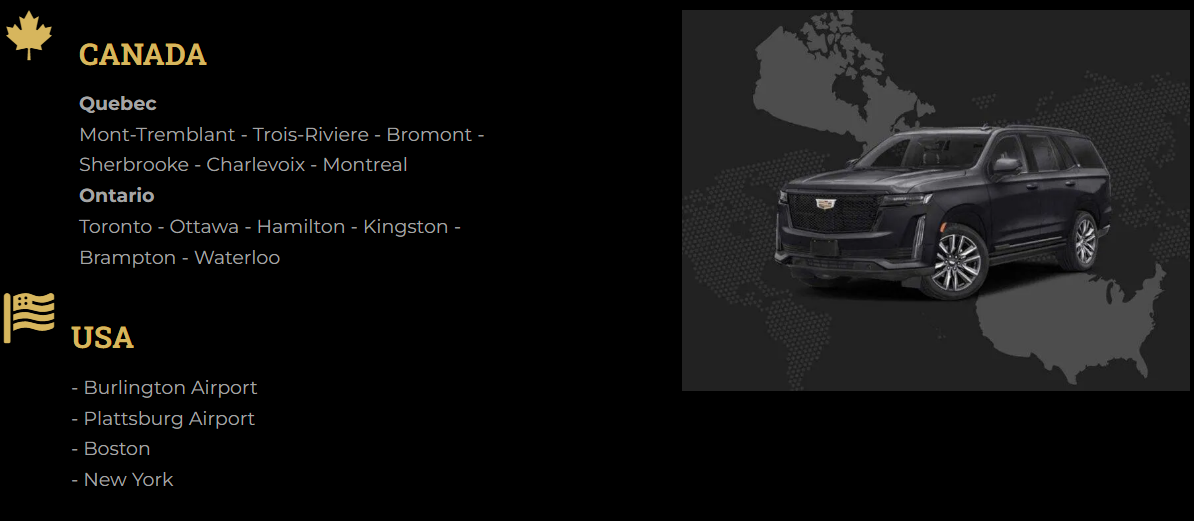 CANADA
Quebec
Mont-Tremblant - Trois-Riviere - Bromont -
Sherbrooke - Charlevoix - Montreal
Ontario
Toronto - Ottawa - Hamilton - Kingston -
Brampton - Waterloo
USA
- Burlington Airport
- Plattsburg Airport
- Boston
- New York